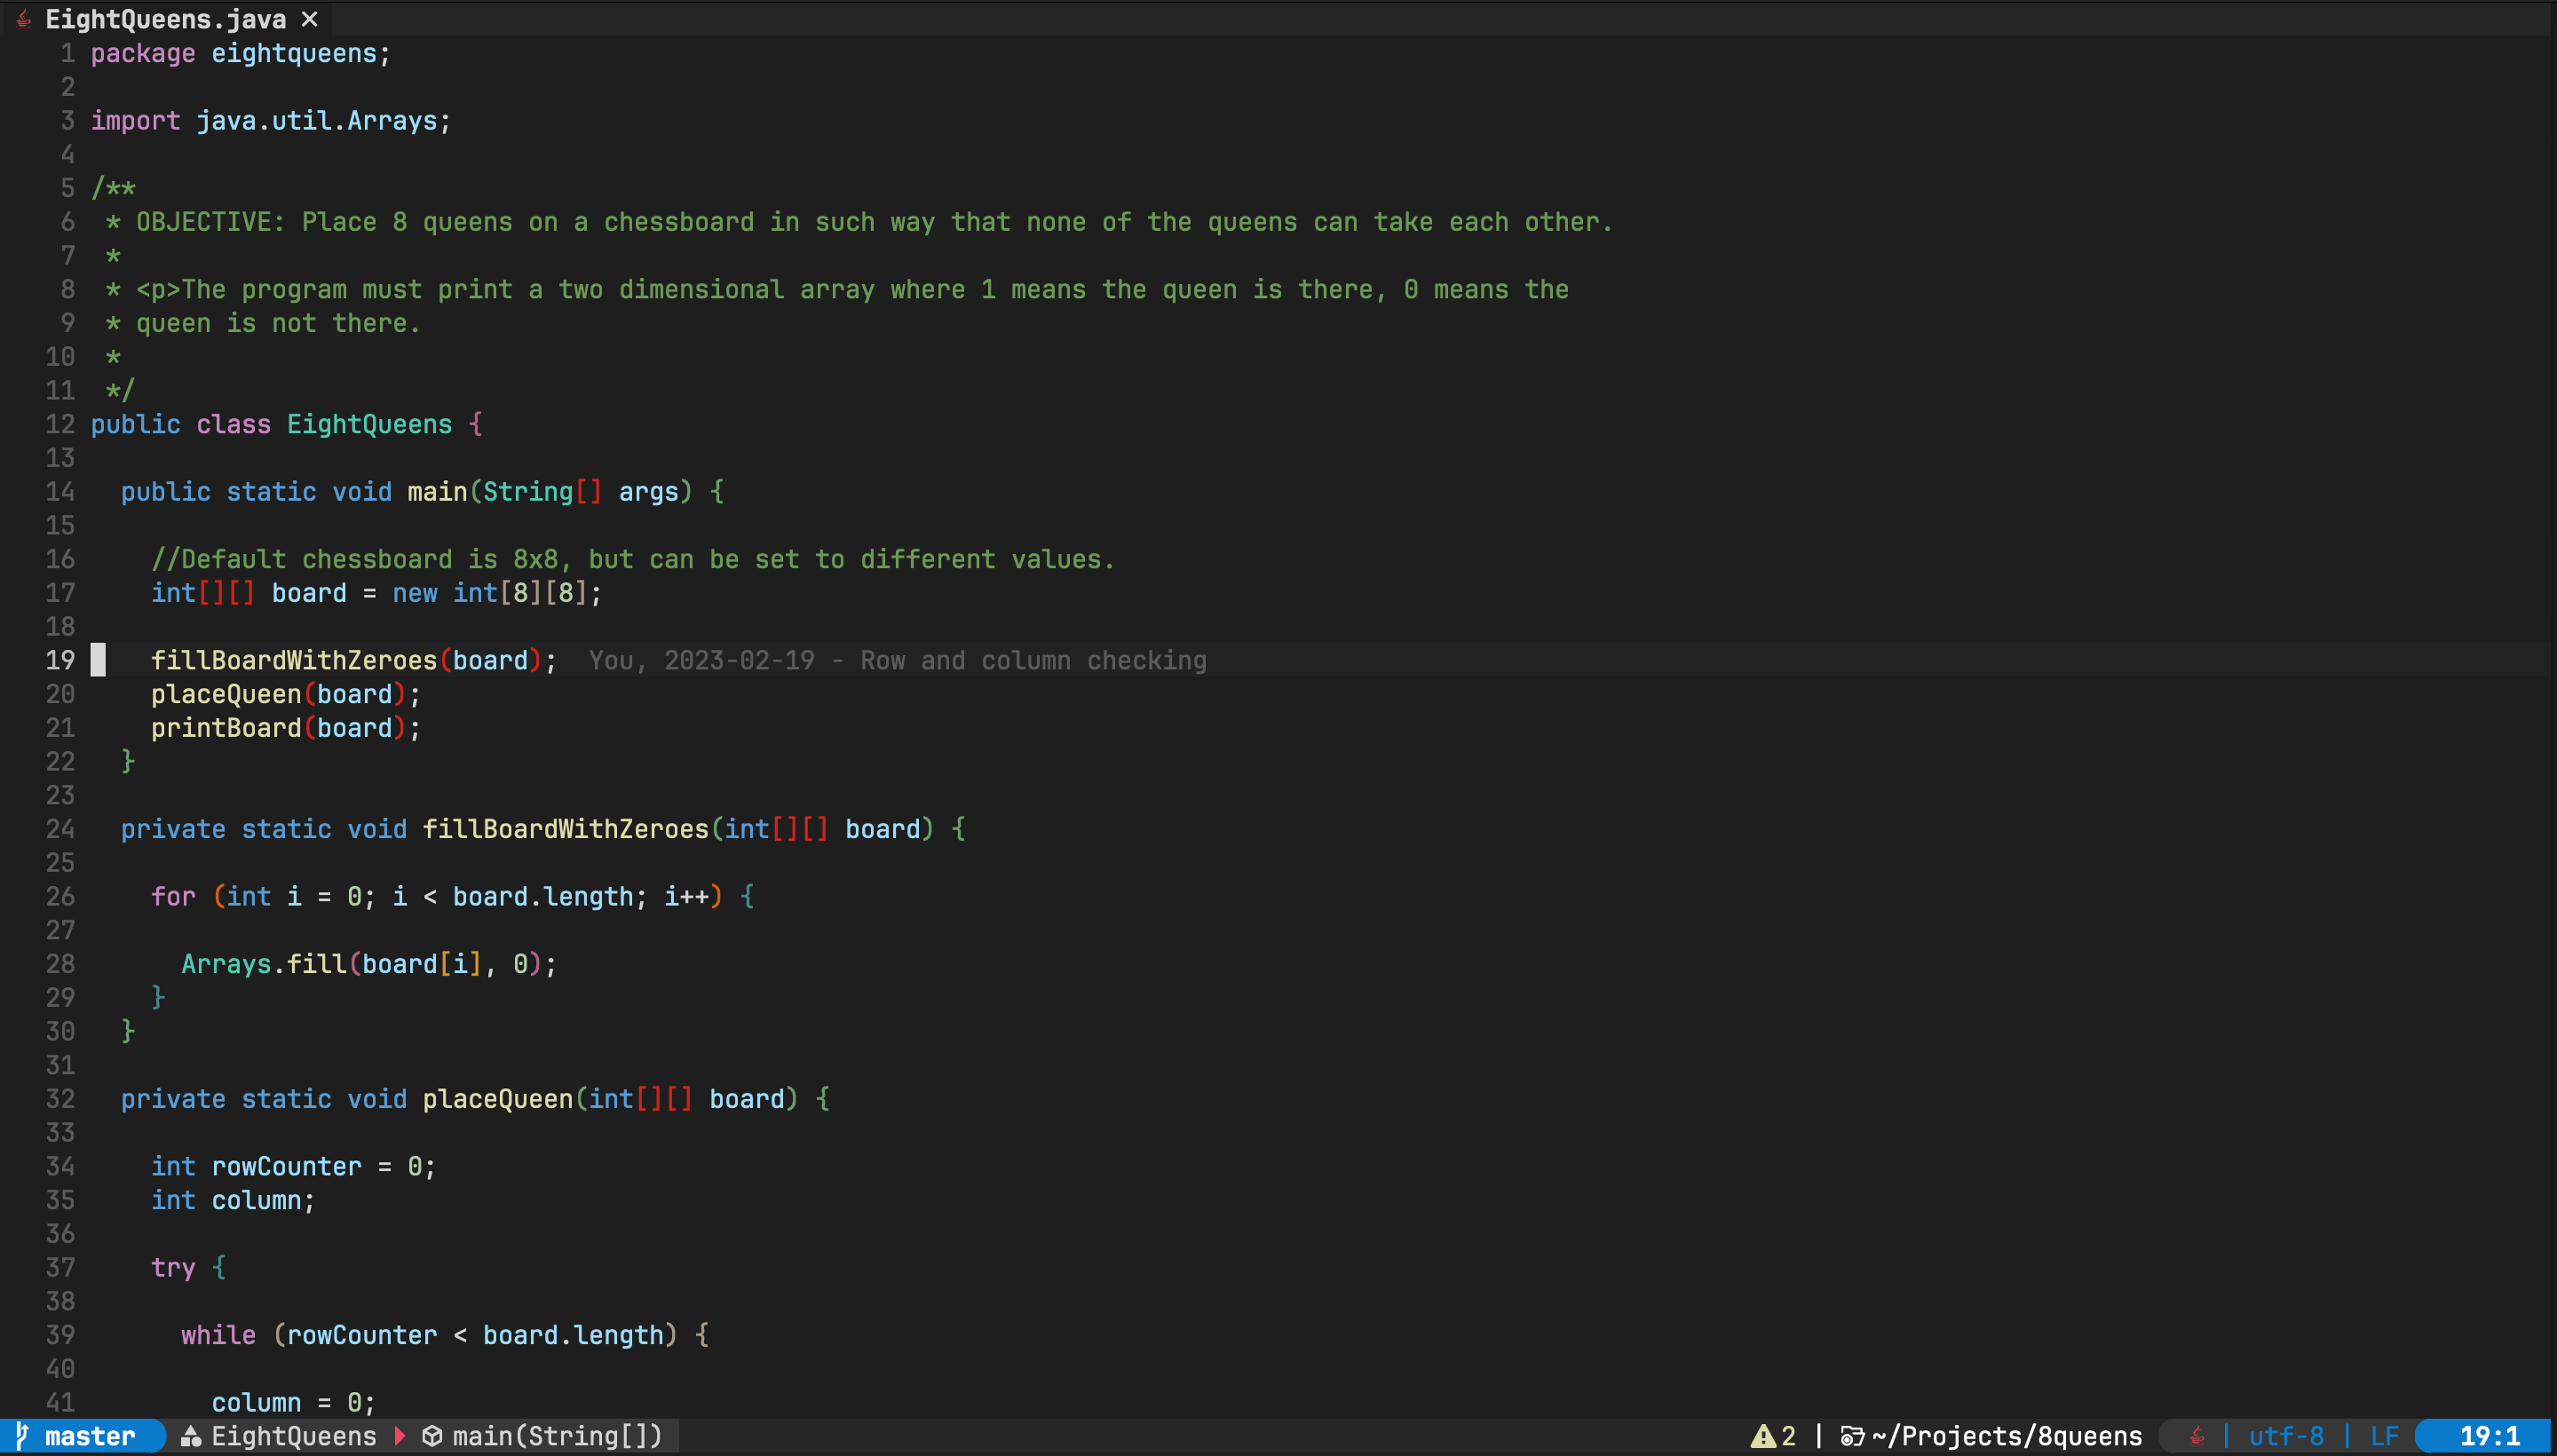 EightQueens.java ×
1 package eightqueens;
2
3 import java.util.Arrays;
4
5 /**
6  * OBJECTIVE: Place 8 queens on a chessboard in such way that none of the queens can take each other.
7  *
8  * <p>The program must print a two dimensional array where 1 means the queen is there, 0 means the
9  * queen is not there.
10  *
11  */
12 public class EightQueens {
13
14   public static void main(String[] args) {
15
16     //Default chessboard is 8x8, but can be set to different values.
17     int[][] board = new int[8][8];
18
19     fillBoardWithZeroes(board);  You, 2023-02-19 - Row and column checking
20     placeQueen(board);
21     printBoard(board);
22   }
23
24   private static void fillBoardWithZeroes(int[][] board) {
25
26     for (int i = 0; i < board.length; i++) {
27
28       Arrays.fill(board[i], 0);
29     }
30   }
31
32   private static void placeQueen(int[][] board) {
33
34     int rowCounter = 0;
35     int column;
36
37     try {
38
39       while (rowCounter < board.length) {
40
41         column = 0;
master EightQueens main(String[]) 2 | ~/Projects/8queens | utf-8 | LF 19:1